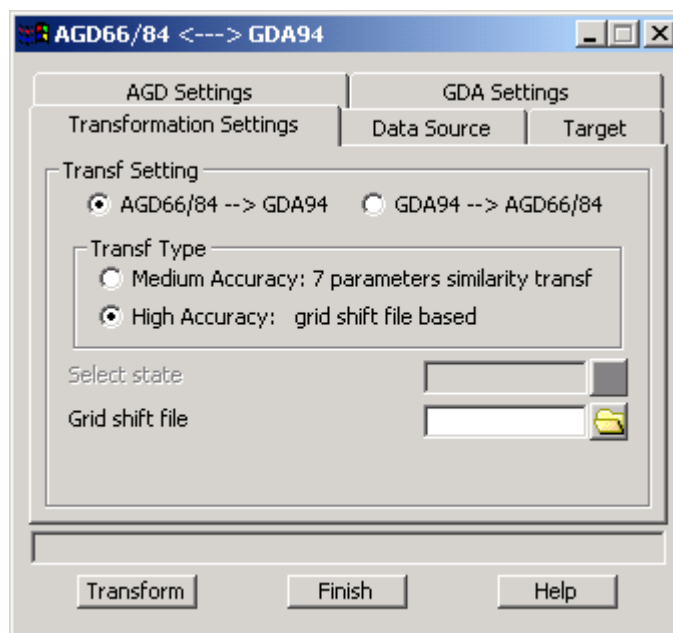 AGD66/84 <---> GDA94
AGD Settings GDA Settings
Transformation Settings Data Source Target
Transf Setting
AGD66/84 --> GDA94 GDA94 --> AGD66/84
Transf Type
Medium Accuracy: 7 parameters similarity transf
High Accuracy: grid shift file based
Select state
Grid shift file
Transform Finish Help